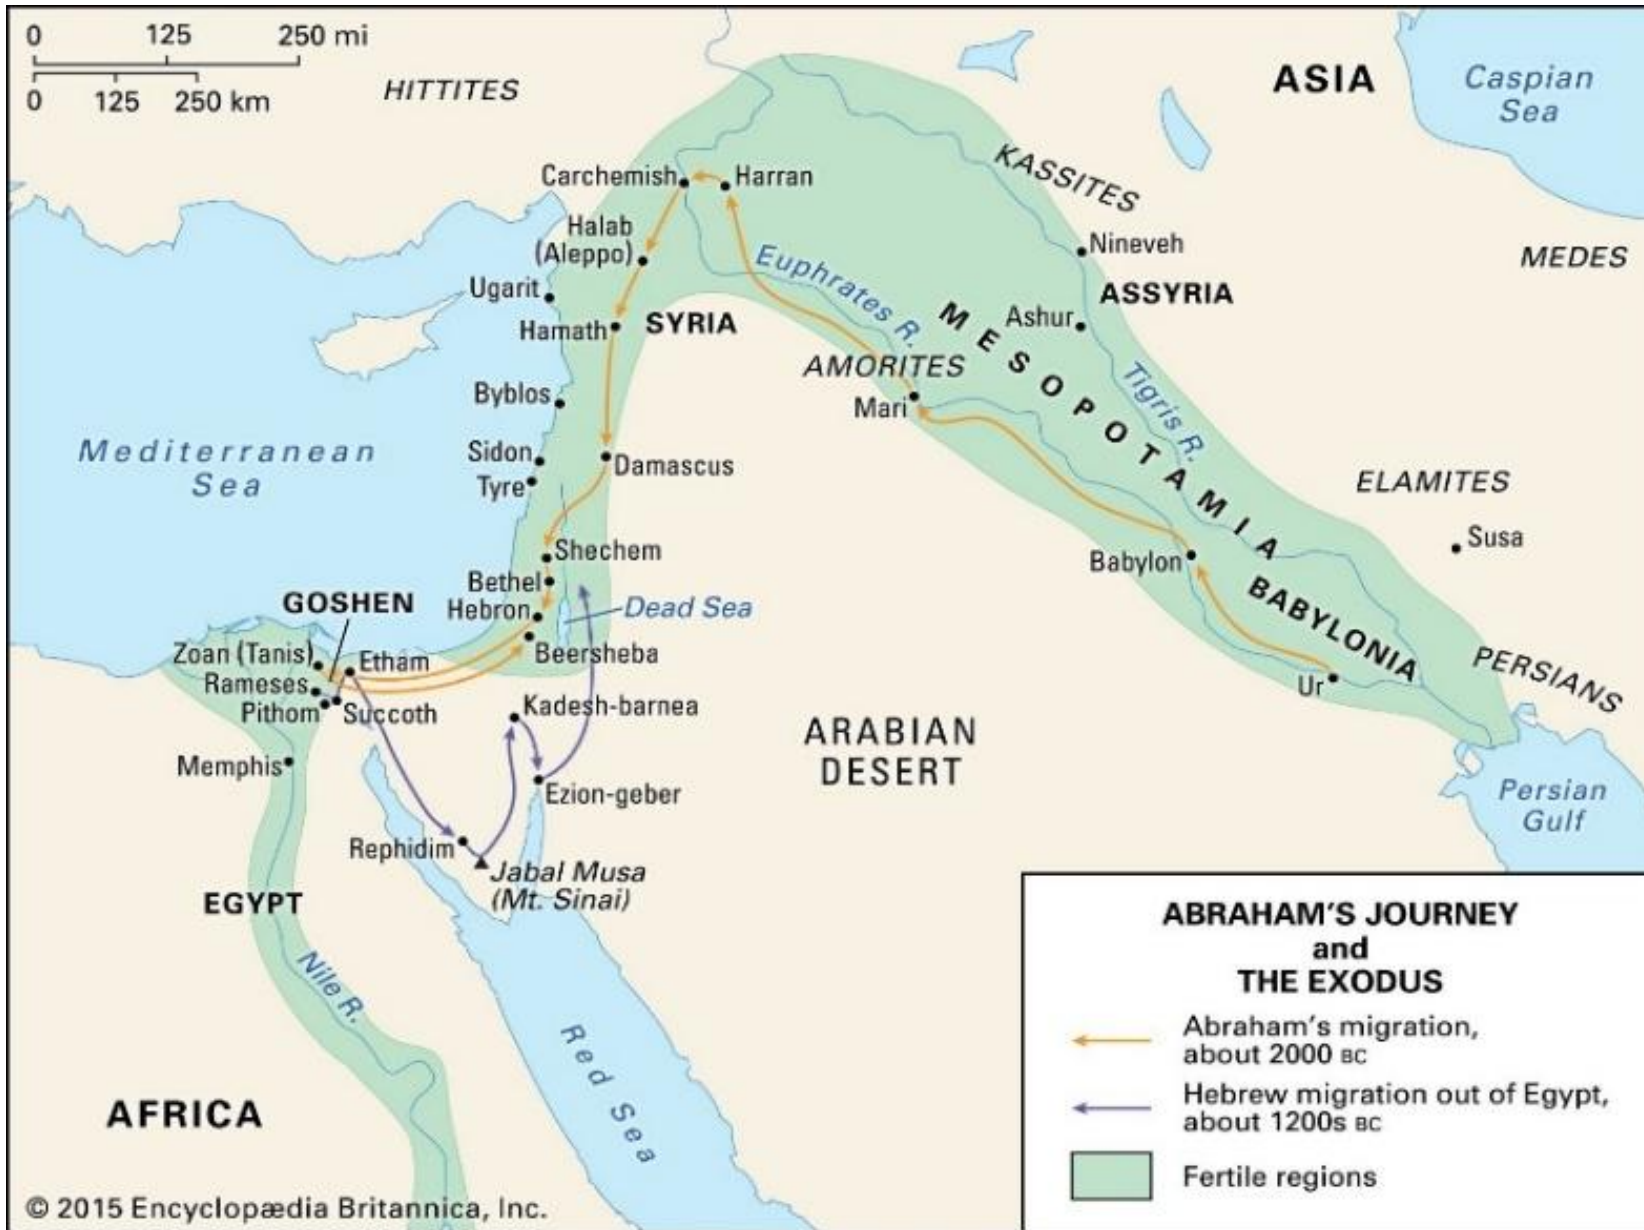 0 125 250 mi
0 125 250 km
HITTITES
ASIA
Caspian
Sea
KASSITES
Carchemish
Harran
Halab
(Aleppo)
Nineveh
MEDES
Euphrates R.
Ugarit
ASSYRIA
Hamath
SYRIA
Ashur
MESOPOTAMIA
AMORITES
Tigris R.
Byblos
Mari
Mediterranean
Sea
Sidon
Damascus
Tyre
ELAMITES
Susa
Shechem
Babylon
Bethel
BABYLONIA
GOSHEN
Hebron
Dead Sea
Zoan (Tanis)
Etham
Beersheba
PERSIANS
Rameses
Ur
Pithom
Succoth
Kadesh-barnea
ARABIAN
DESERT
Memphis
Ezion-geber
Persian
Gulf
Rephidim
Jabal Musa
(Mt. Sinai)
EGYPT
Nile R.
Red Sea
AFRICA
ABRAHAM'S JOURNEY
and
THE EXODUS
Abraham's migration,
about 2000 BC
Hebrew migration out of Egypt,
about 1200s BC
Fertile regions
© 2015 Encyclopædia Britannica, Inc.